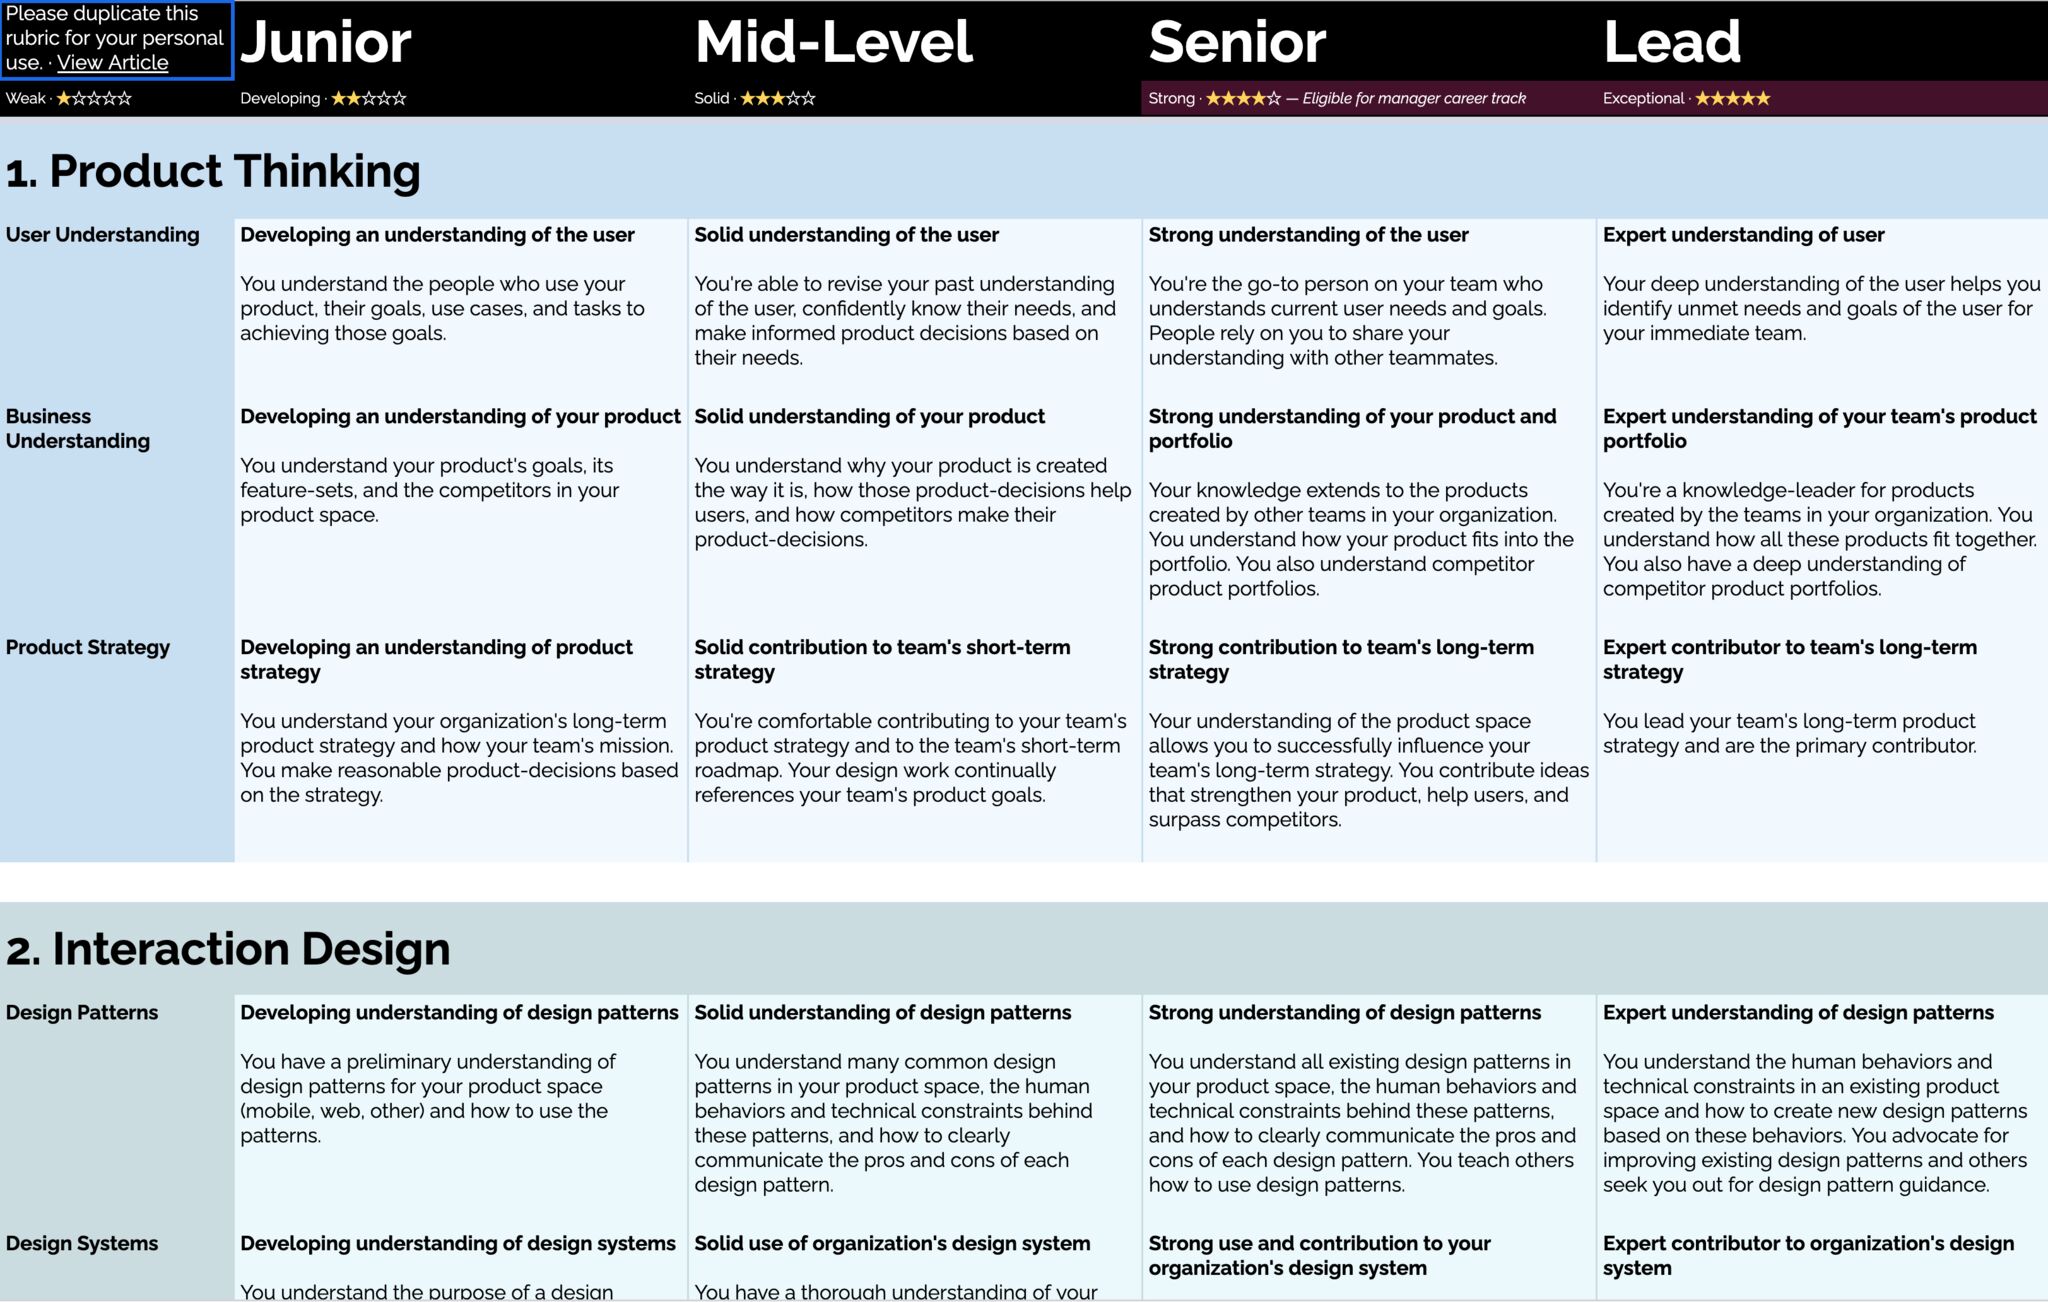 Please duplicate this
rubric for your personal
use. · View Article
Junior
Mid-Level
Senior
Lead
Weak · ★☆☆☆☆
Developing · ★★☆☆☆
Solid · ★★★☆☆
Strong · ★★★★☆ — Eligible for manager career track
Exceptional · ★★★★★
1. Product Thinking
User Understanding
Developing an understanding of the user
You understand the people who use your
product, their goals, use cases, and tasks to
achieving those goals.
Solid understanding of the user
You're able to revise your past understanding
of the user, confidently know their needs, and
make informed product decisions based on
their needs.
Strong understanding of the user
You're the go-to person on your team who
understands current user needs and goals.
People rely on you to share your
understanding with other teammates.
Expert understanding of user
Your deep understanding of the user helps you
identify unmet needs and goals of the user for
your immediate team.
Business
Understanding
Developing an understanding of your product
You understand your product's goals, its
feature-sets, and the competitors in your
product space.
Solid understanding of your product
You understand why your product is created
the way it is, how those product-decisions help
users, and how competitors make their
product-decisions.
Strong understanding of your product and
portfolio
Your knowledge extends to the products
created by other teams in your organization.
You understand how your product fits into the
portfolio. You also understand competitor
product portfolios.
Expert understanding of your team's product
portfolio
You're a knowledge-leader for products
created by the teams in your organization. You
understand how all these products fit together.
You also have a deep understanding of
competitor product portfolios.
Product Strategy
Developing an understanding of product
strategy
You understand your organization's long-term
product strategy and how your team's mission.
You make reasonable product-decisions based
on the strategy.
Solid contribution to team's short-term
strategy
You're comfortable contributing to your team's
product strategy and to the team's short-term
roadmap. Your design work continually
references your team's product goals.
Strong contribution to team's long-term
strategy
Your understanding of the product space
allows you to successfully influence your
team's long-term strategy. You contribute ideas
that strengthen your product, help users, and
surpass competitors.
Expert contributor to team's long-term
strategy
You lead your team's long-term product
strategy and are the primary contributor.
2. Interaction Design
Design Patterns
Developing understanding of design patterns
You have a preliminary understanding of
design patterns for your product space
(mobile, web, other) and how to use the
patterns.
Solid understanding of design patterns
You understand many common design
patterns in your product space, the human
behaviors and technical constraints behind
these patterns, and how to clearly
communicate the pros and cons of each
design pattern.
Strong understanding of design patterns
You understand all existing design patterns in
your product space, the human behaviors and
technical constraints behind these patterns,
and how to clearly communicate the pros and
cons of each design pattern. You teach others
how to use design patterns.
Expert understanding of design patterns
You understand the human behaviors and
technical constraints in an existing product
space and how to create new design patterns
based on these behaviors. You advocate for
improving existing design patterns and others
seek you out for design pattern guidance.
Design Systems
Developing understanding of design systems
You understand the purpose of a design
Solid use of organization's design system
You have a thorough understanding of your
Strong use and contribution to your
organization's design system
Expert contributor to organization's design
system